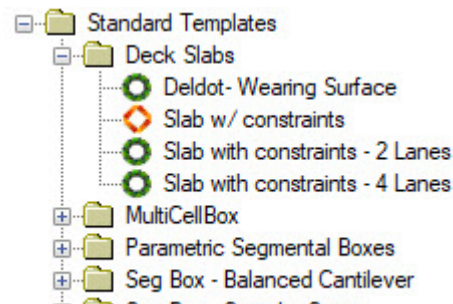 Standard Templates
Deck Slabs
Deldot- Wearing Surface
Slab w/ constraints
Slab with constraints - 2 Lanes
Slab with constraints - 4 Lanes
MultiCellBox
Parametric Segmental Boxes
Seg Box - Balanced Cantilever